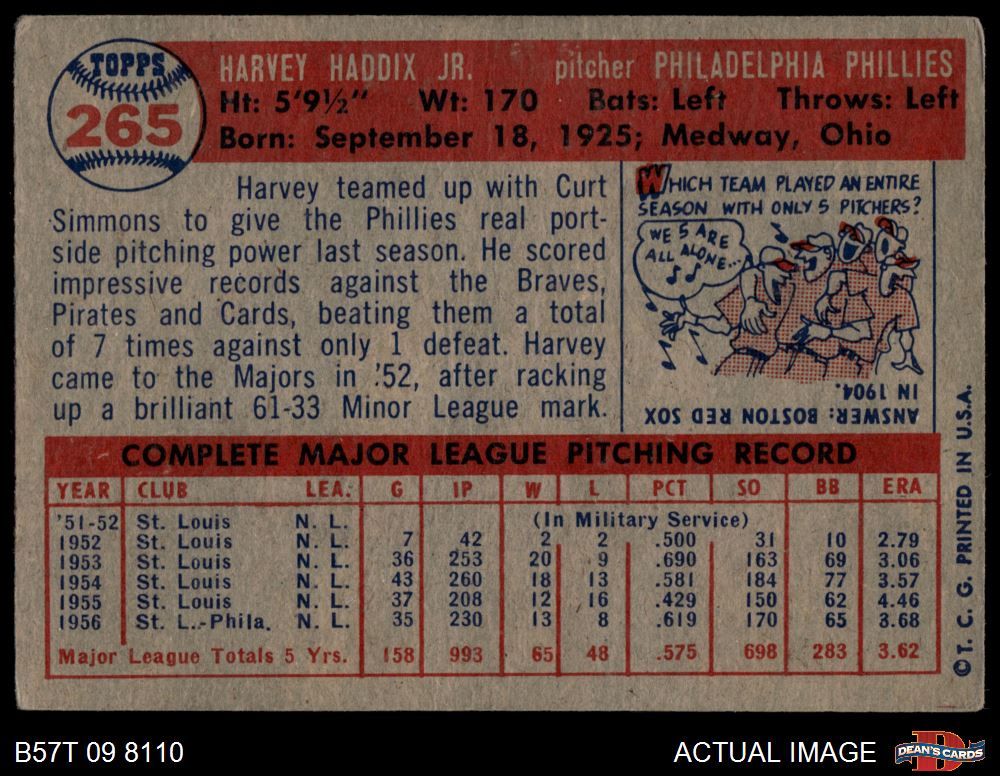 TOPPS
265
HARVEY HADDIX JR. pitcher PHILADELPHIA PHILLIES
Ht: 5'9½" Wt: 170 Bats: Left Throws: Left
Born: September 18, 1925; Medway, Ohio
Harvey teamed up with Curt
Simmons to give the Phillies real port-
side pitching power last season. He scored
impressive records against the Braves,
Pirates and Cards, beating them a total
of 7 times against only 1 defeat. Harvey
came to the Majors in '52, after racking
up a brilliant 61-33 Minor League mark.
WHICH TEAM PLAYED AN ENTIRE
SEASON WITH ONLY 5 PITCHERS?
WE 5 ARE
ALL ALONE...
ANSWER: BOSTON RED SOX
IN 1904.
COMPLETE MAJOR LEAGUE PITCHING RECORD
YEAR CLUB LEA. G IP W L PCT SO BB ERA
'51-52 St. Louis N. L. (In Military Service)
1952 St. Louis N. L. 7 42 2 2 .500 31 10 2.79
1953 St. Louis N. L. 36 253 20 9 .690 163 69 3.06
1954 St. Louis N. L. 43 260 18 13 .581 184 77 3.57
1955 St. Louis N. L. 37 208 12 16 .429 150 62 4.46
1956 St. L.-Phila. N. L. 35 230 13 8 .619 170 65 3.68
Major League Totals 5 Yrs. 158 993 65 48 .575 698 283 3.62
© T. C. G. PRINTED IN U.S.A.
B57T 09 8110 ACTUAL IMAGE
DEAN'S CARDS